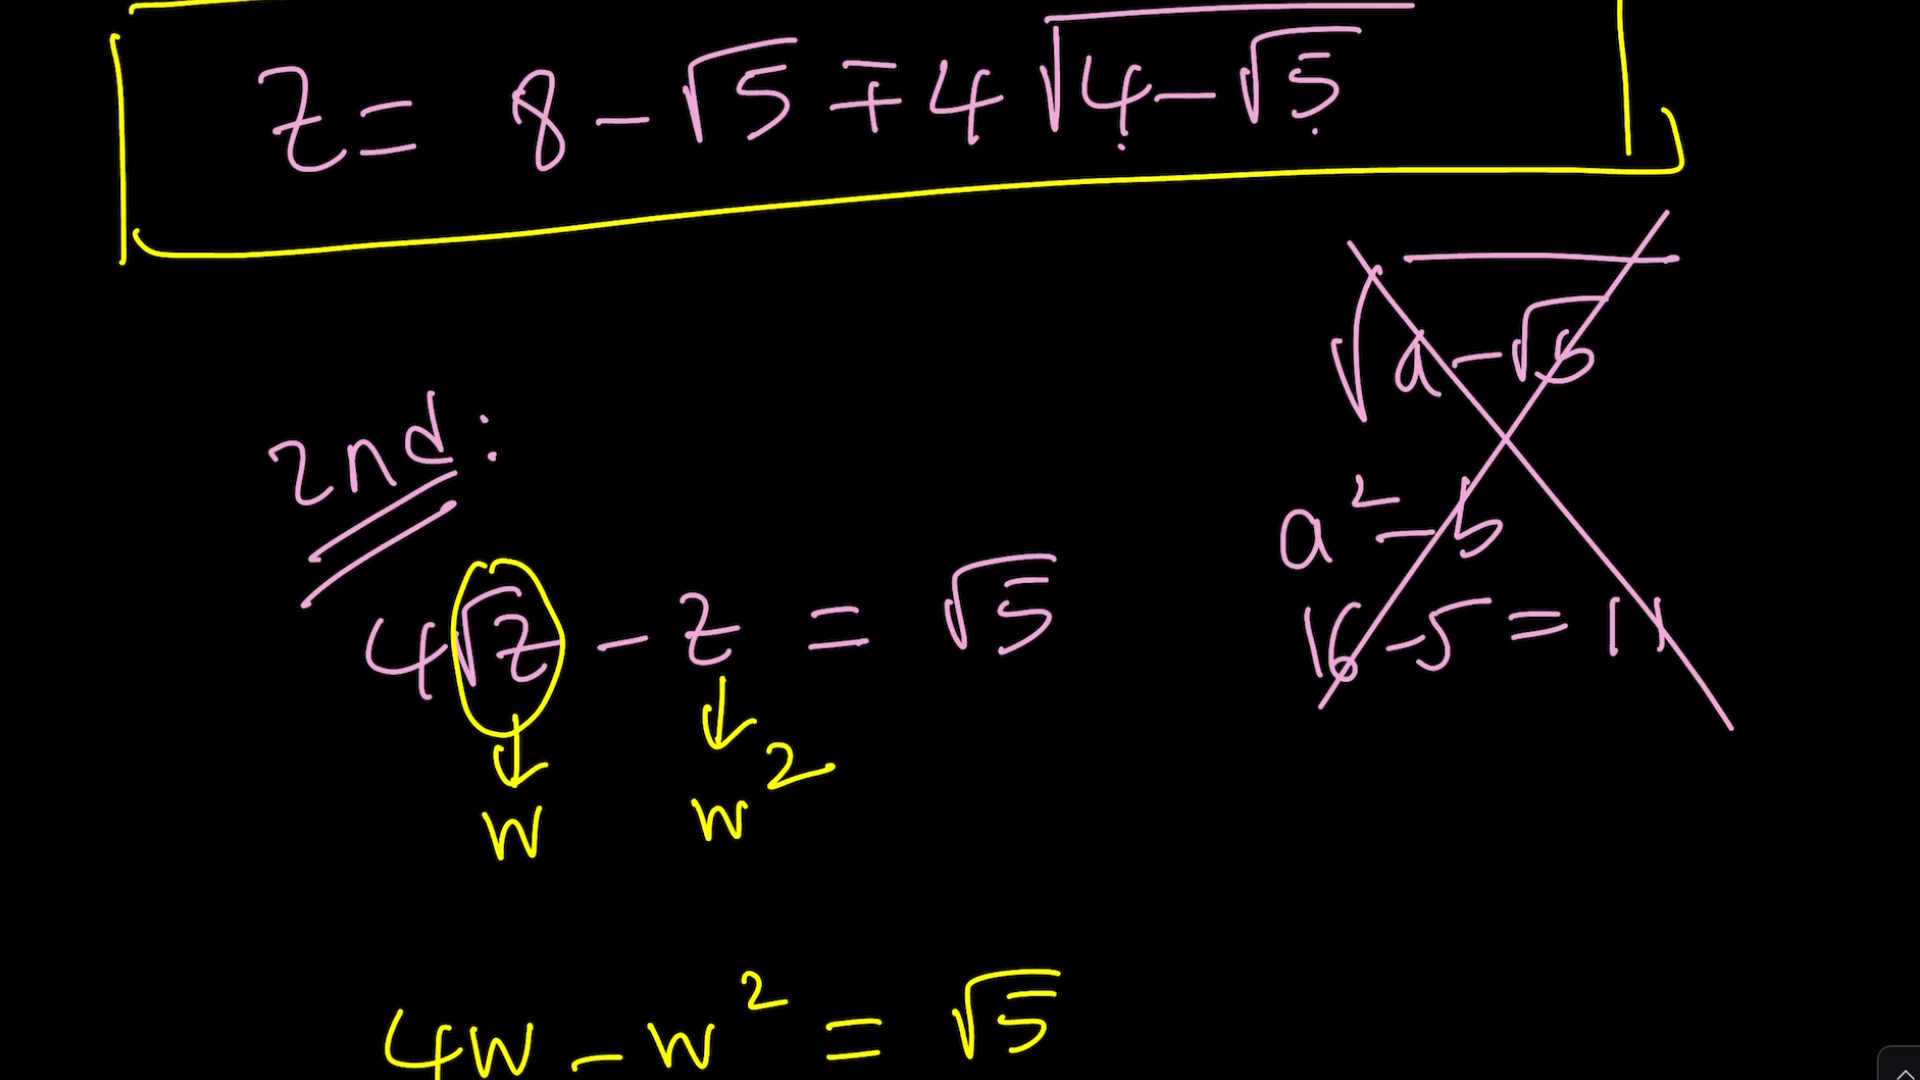 z = 8 - √5 ∓ 4√(4 - √5)
√(a - √b)
2nd:
a² - b
4√z - z = √5
16 - 5 = 11
w w²
4w - w² = √5